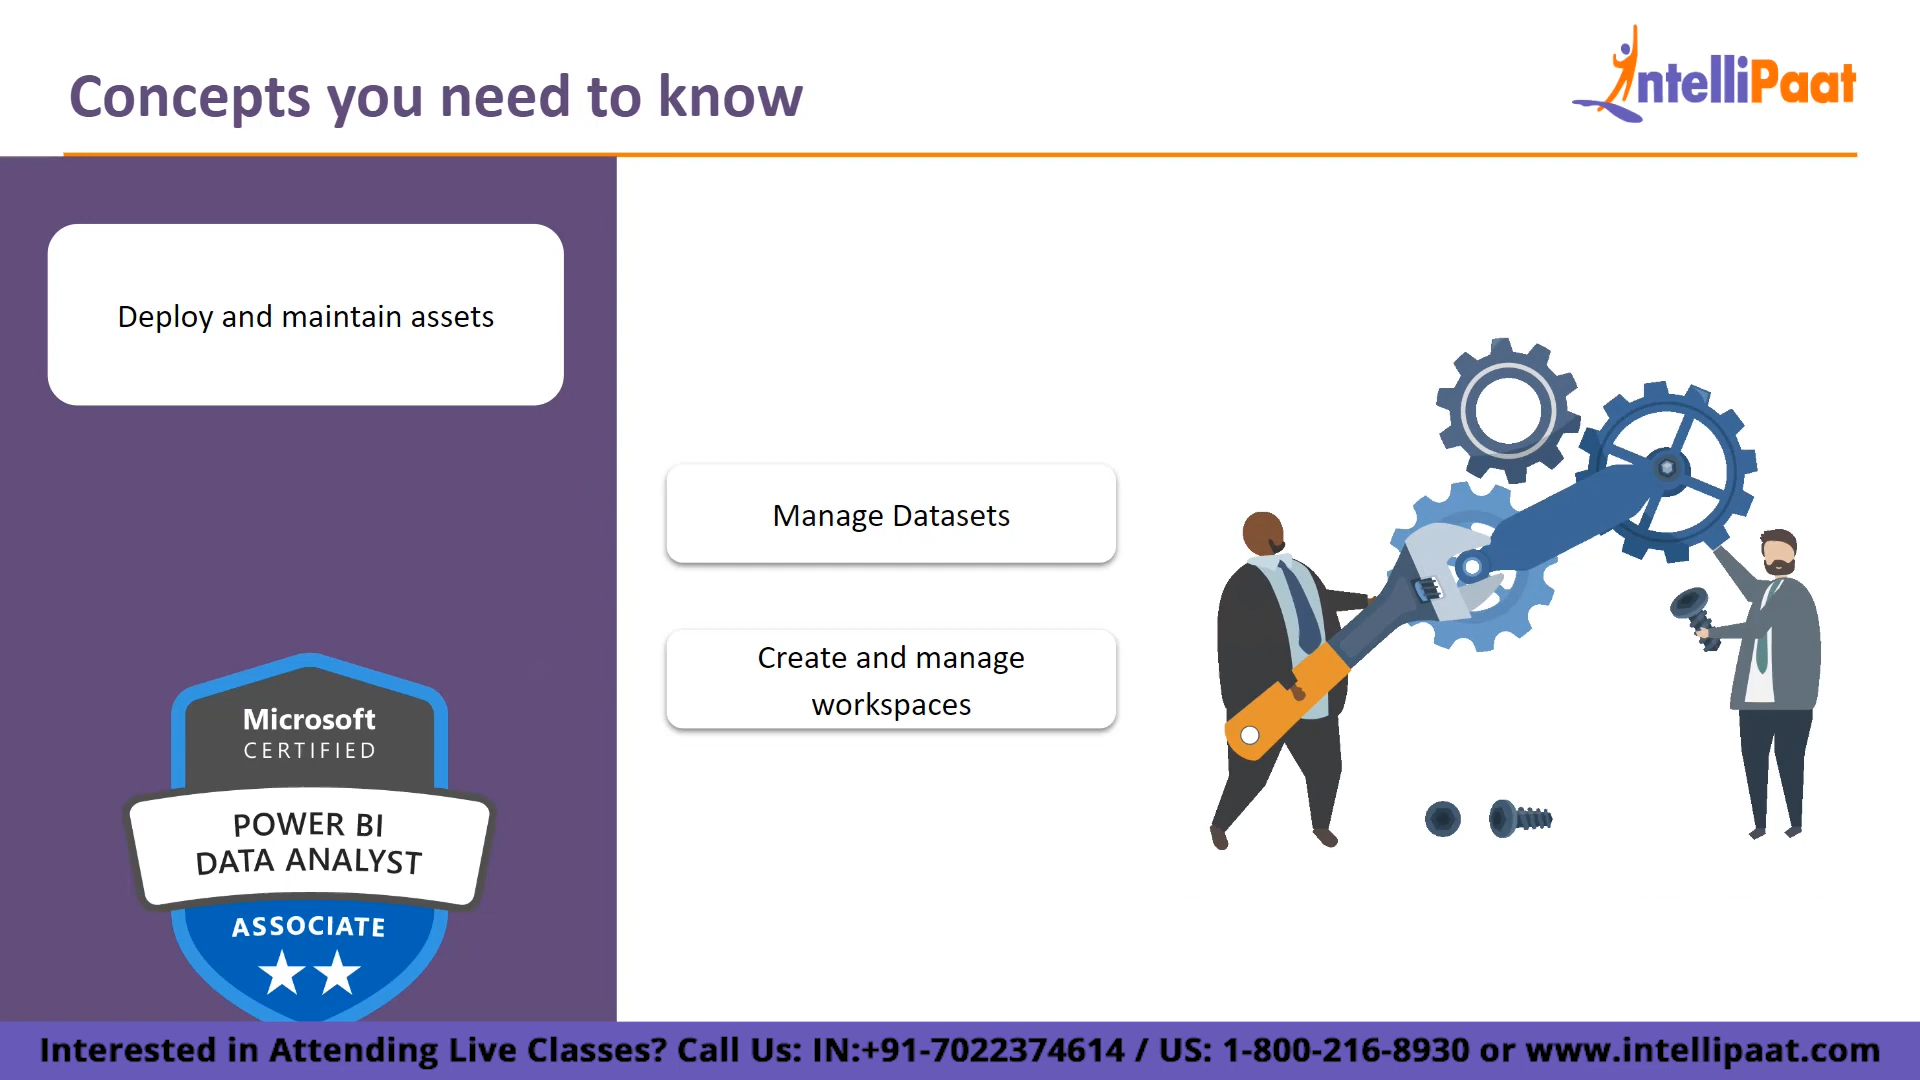 Concepts you need to know
IntelliPaat
Deploy and maintain assets
Manage Datasets
Create and manage
workspaces
Microsoft
CERTIFIED
POWER BI
DATA ANALYST
ASSOCIATE
Interested in Attending Live Classes? Call Us: IN:+91-7022374614 / US: 1-800-216-8930 or www.intellipaat.com